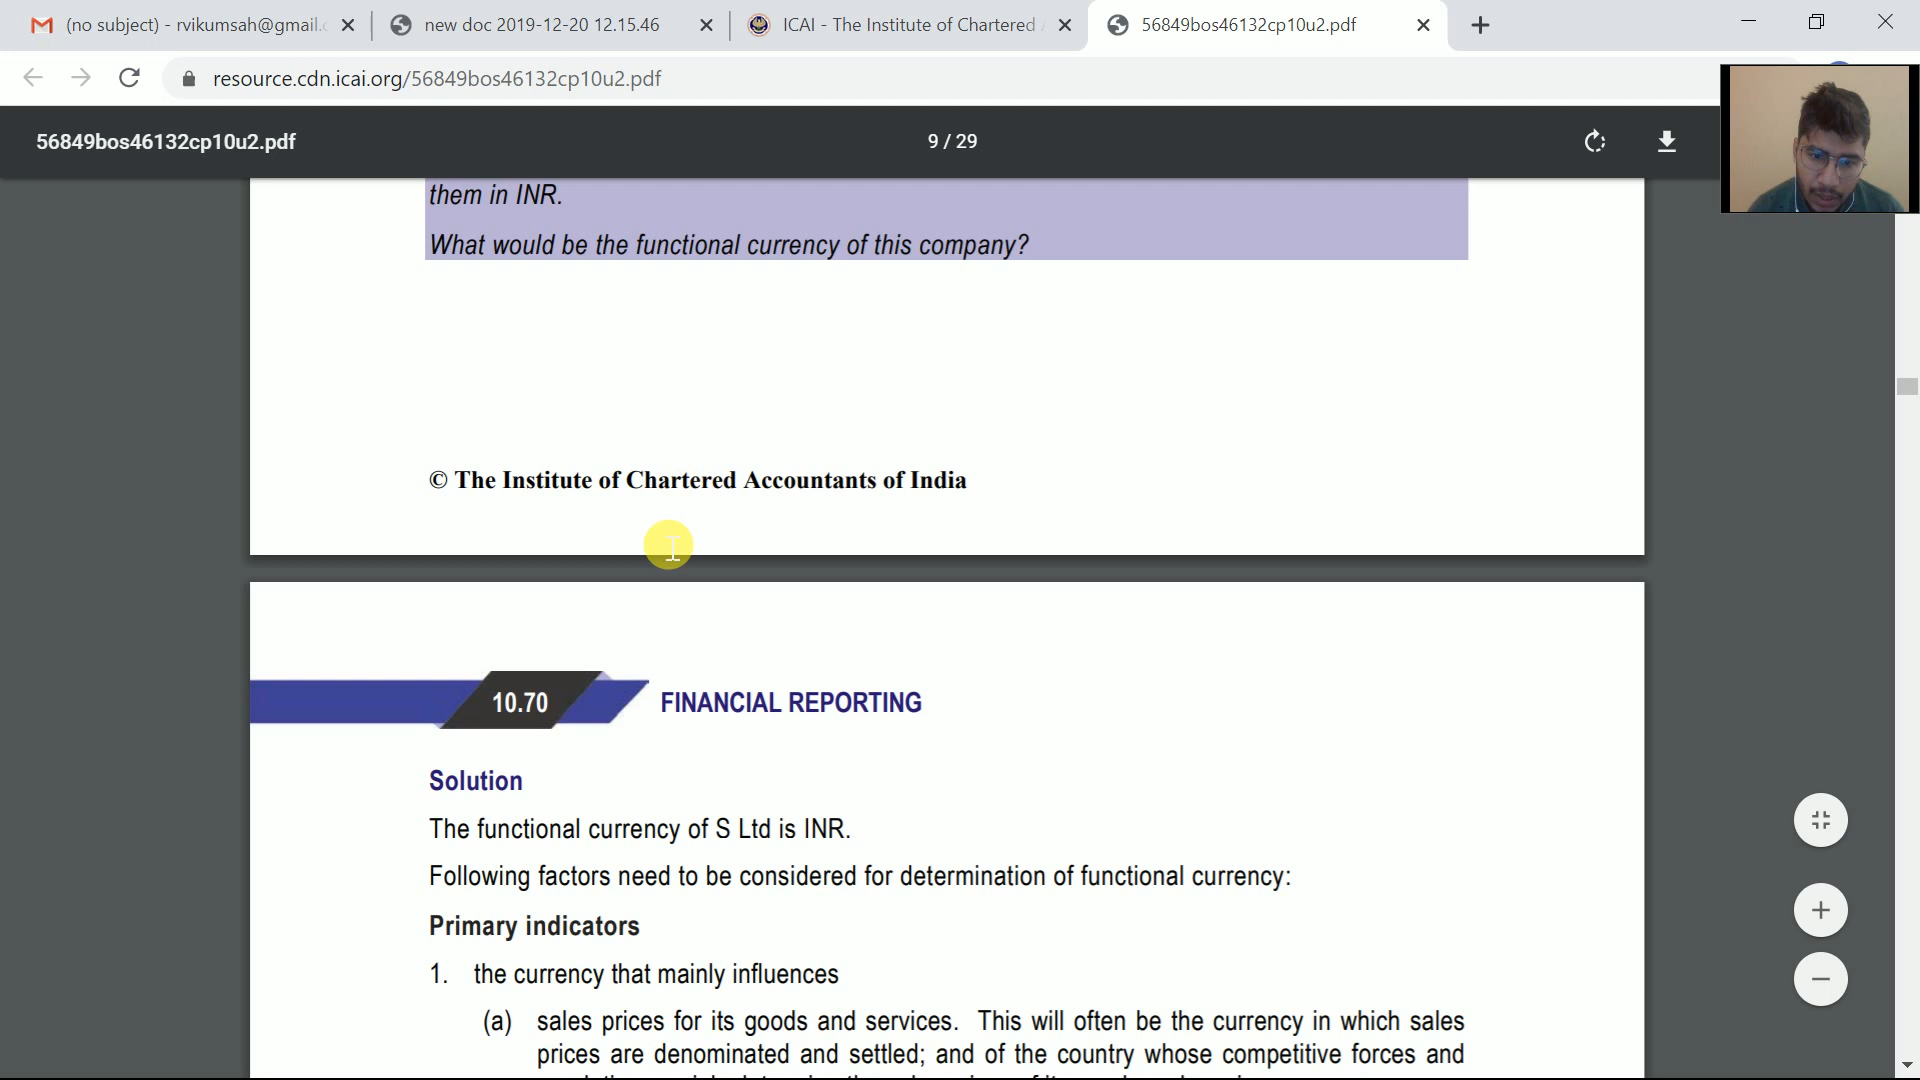 (no subject) - rvikumsah@gmail.c
new doc 2019-12-20 12.15.46
ICAI - The Institute of Chartered
56849bos46132cp10u2.pdf
resource.cdn.icai.org/56849bos46132cp10u2.pdf
56849bos46132cp10u2.pdf
9 / 29
them in INR.
What would be the functional currency of this company?
© The Institute of Chartered Accountants of India
10.70
FINANCIAL REPORTING
Solution
The functional currency of S Ltd is INR.
Following factors need to be considered for determination of functional currency:
Primary indicators
1. the currency that mainly influences
(a) sales prices for its goods and services. This will often be the currency in which sales
prices are denominated and settled; and of the country whose competitive forces and